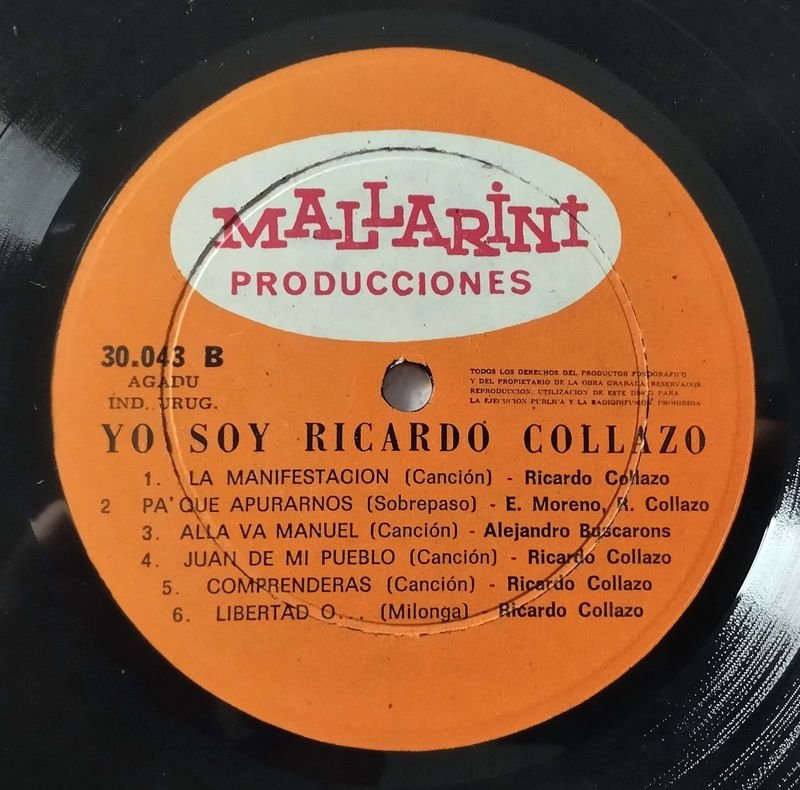 MALLARINI
PRODUCCIONES
30.043 B
AGADU
IND. URUG.
TODOS LOS DERECHOS DEL PRODUCTOR FONOGRÁFICO
Y DEL PROPIETARIO DE LA OBRA GRABADA RESERVADOS
REPRODUCCION, UTILIZACION DE ESTE DISCO PARA
LA EJECUCION PUBLICA Y LA RADIODIFUSION PROHIBIDA
YO SOY RICARDO COLLAZO
1. LA MANIFESTACION (Canción) - Ricardo Collazo
2 PA' QUE APURARNOS (Sobrepaso) - E. Moreno, R. Collazo
3. ALLA VA MANUEL (Canción) - Alejandro Buscarons
4. JUAN DE MI PUEBLO (Canción) - Ricardo Collazo
5. COMPRENDERAS (Canción) - Ricardo Collazo
6. LIBERTAD O... (Milonga) - Ricardo Collazo